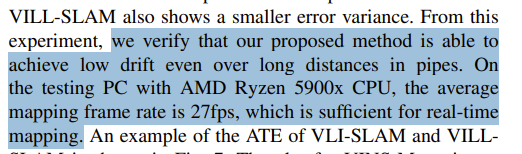 VILL-SLAM also shows a smaller error variance. From this
experiment, we verify that our proposed method is able to
achieve low drift even over long distances in pipes. On
the testing PC with AMD Ryzen 5900x CPU, the average
mapping frame rate is 27fps, which is sufficient for real-time
mapping. An example of the ATE of VLI-SLAM and VILL-